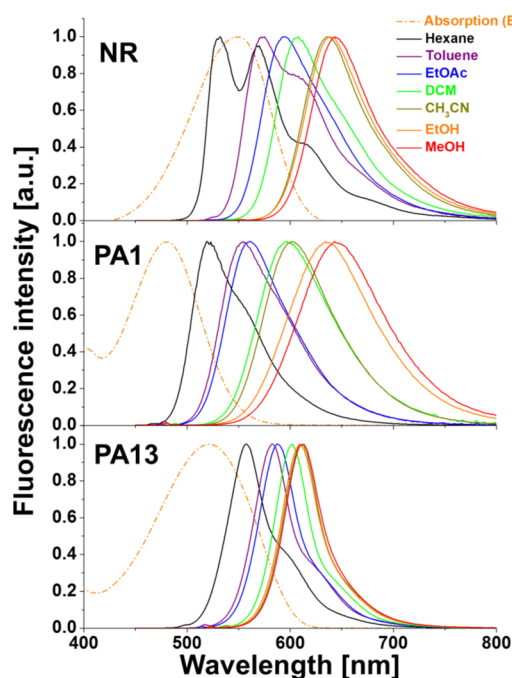 Absorption (E
NR
Hexane
Toluene
EtOAc
DCM
CH₃CN
EtOH
MeOH
1.0
0.8
0.6
0.4
0.2
0.0
PA1
1.0
0.8
0.6
0.4
0.2
0.0
PA13
1.0
0.8
0.6
0.4
0.2
0.0
400 500 600 700 800
Fluorescence intensity [a.u.]
Wavelength [nm]